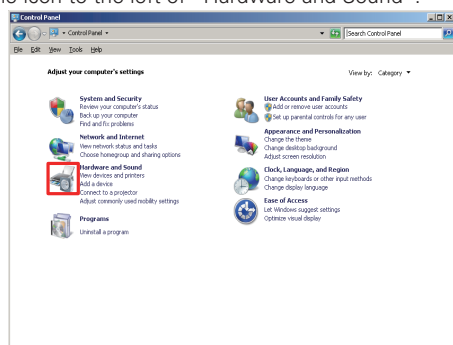 e icon to the left of "Hardware and Sound".
Control Panel
Control Panel
Search Control Panel
File Edit View Tools Help
Adjust your computer's settings
View by: Category
System and Security
Review your computer's status
Back up your computer
Find and fix problems
Network and Internet
View network status and tasks
Choose homegroup and sharing options
Hardware and Sound
View devices and printers
Add a device
Connect to a projector
Adjust commonly used mobility settings
Programs
Uninstall a program
User Accounts and Family Safety
Add or remove user accounts
Set up parental controls for any user
Appearance and Personalization
Change the theme
Change desktop background
Adjust screen resolution
Clock, Language, and Region
Change keyboards or other input methods
Change display language
Ease of Access
Let Windows suggest settings
Optimize visual display